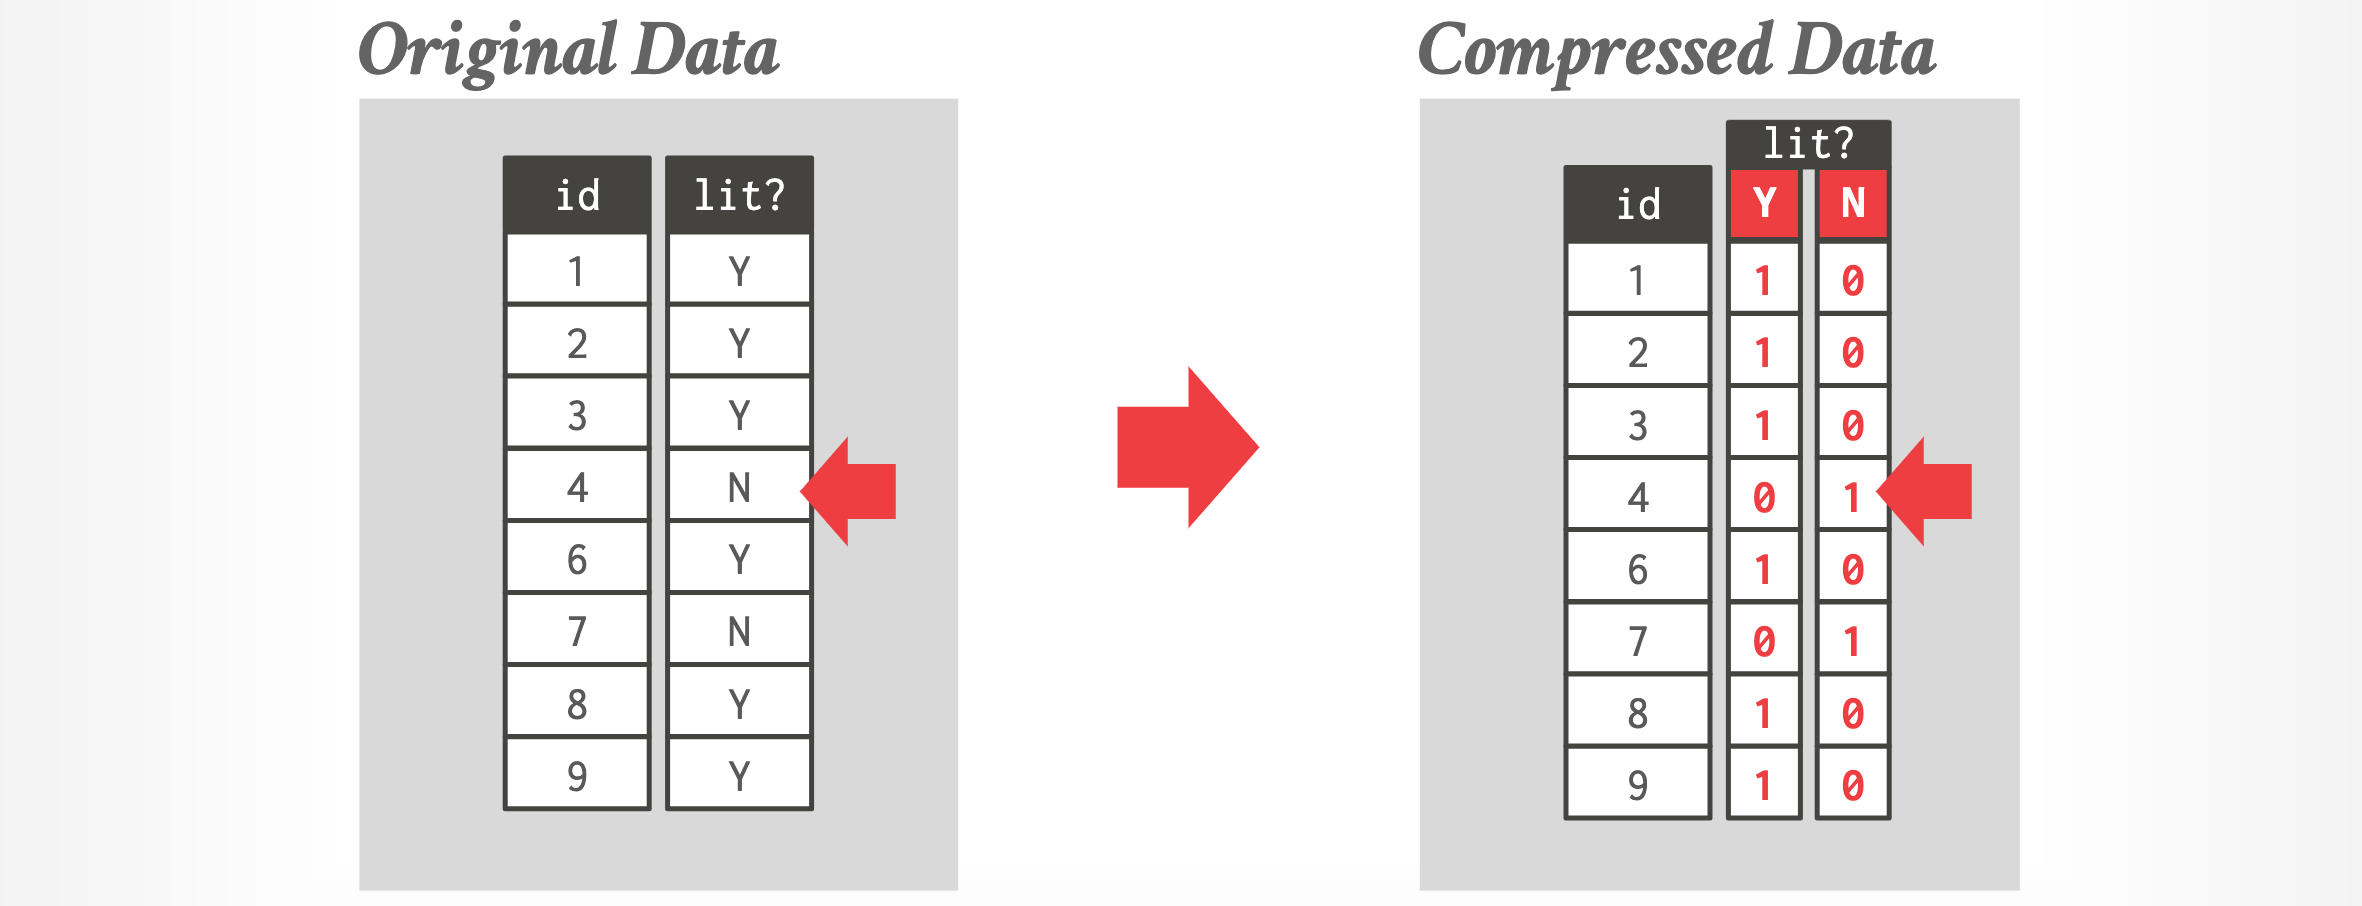 Original Data
id lit?
1 Y
2 Y
3 Y
4 N
6 Y
7 N
8 Y
9 Y
Compressed Data
lit?
id Y N
1 1 0
2 1 0
3 1 0
4 0 1
6 1 0
7 0 1
8 1 0
9 1 0